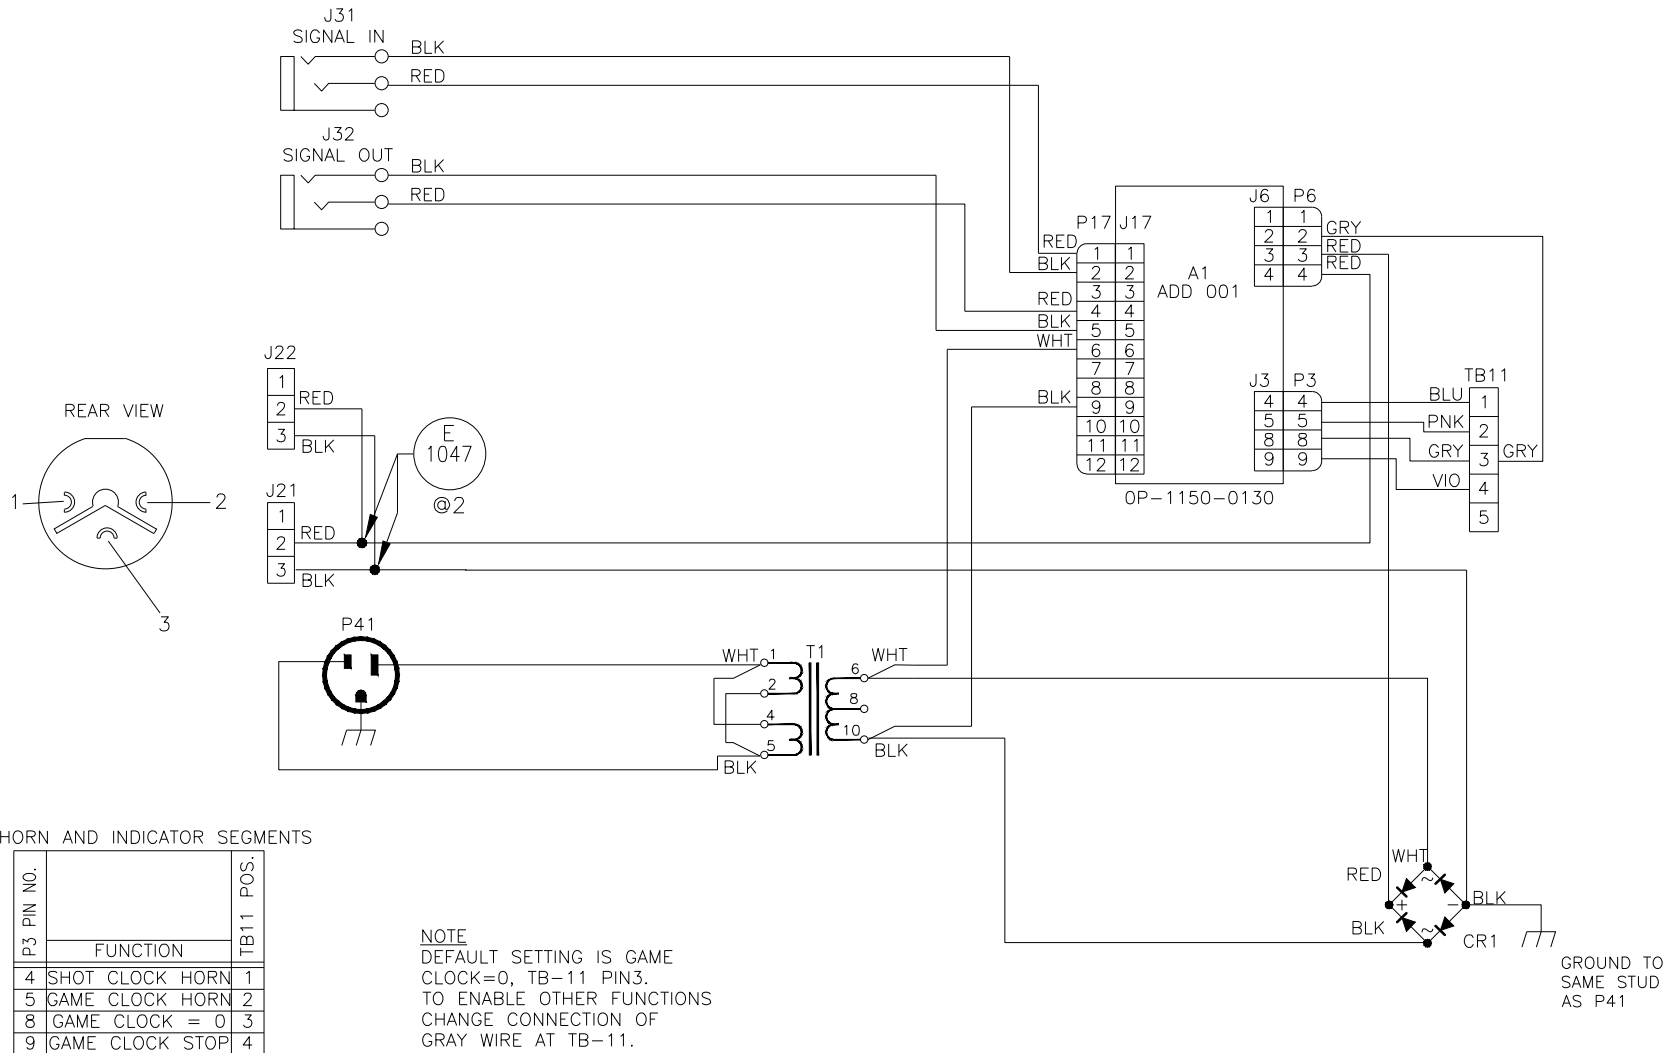 J31
SIGNAL IN
BLK
RED
J32
SIGNAL OUT
BLK
RED
J6 P6
1 1
2 2
3 3
4 4
GRY
RED
RED
P17 J17
RED
BLK
RED
BLK
WHT
BLK
1 1
2 2
3 3
4 4
5 5
6 6
7 7
8 8
9 9
10 10
11 11
12 12
A1
ADD 001
J3 P3
4 4
5 5
8 8
9 9
0P-1150-0130
TB11
BLU 1
PNK 2
GRY 3 GRY
VIO 4
5
J22
1
2 RED
3 BLK
E
1047
@2
REAR VIEW
1
2
3
J21
1
2 RED
3 BLK
P41
WHT 1
2
4
5
BLK
T1
6 WHT
8
10
BLK
WHT
RED
~
+ -
~
BLK
BLK
CR1
GROUND TO
SAME STUD
AS P41
HORN AND INDICATOR SEGMENTS
P3 PIN NO. FUNCTION TB11 POS.
4 SHOT CLOCK HORN 1
5 GAME CLOCK HORN 2
8 GAME CLOCK = 0 3
9 GAME CLOCK STOP 4
NOTE
DEFAULT SETTING IS GAME
CLOCK=0, TB-11 PIN3.
TO ENABLE OTHER FUNCTIONS
CHANGE CONNECTION OF
GRAY WIRE AT TB-11.